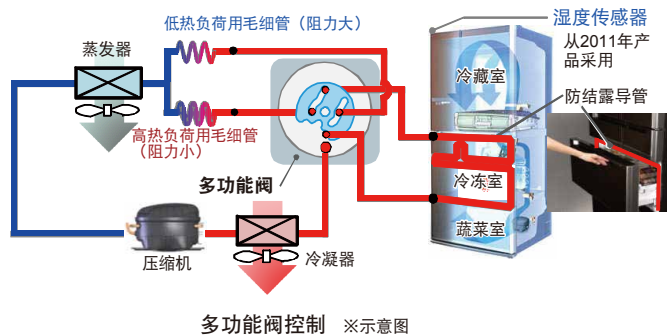 低热负荷用毛细管（阻力大）
蒸发器
高热负荷用毛细管
（阻力小）
多功能阀
压缩机
冷凝器
湿度传感器
从2011年产
品采用
冷藏室
防结露导管
冷冻室
蔬菜室
多功能阀控制 ※示意图